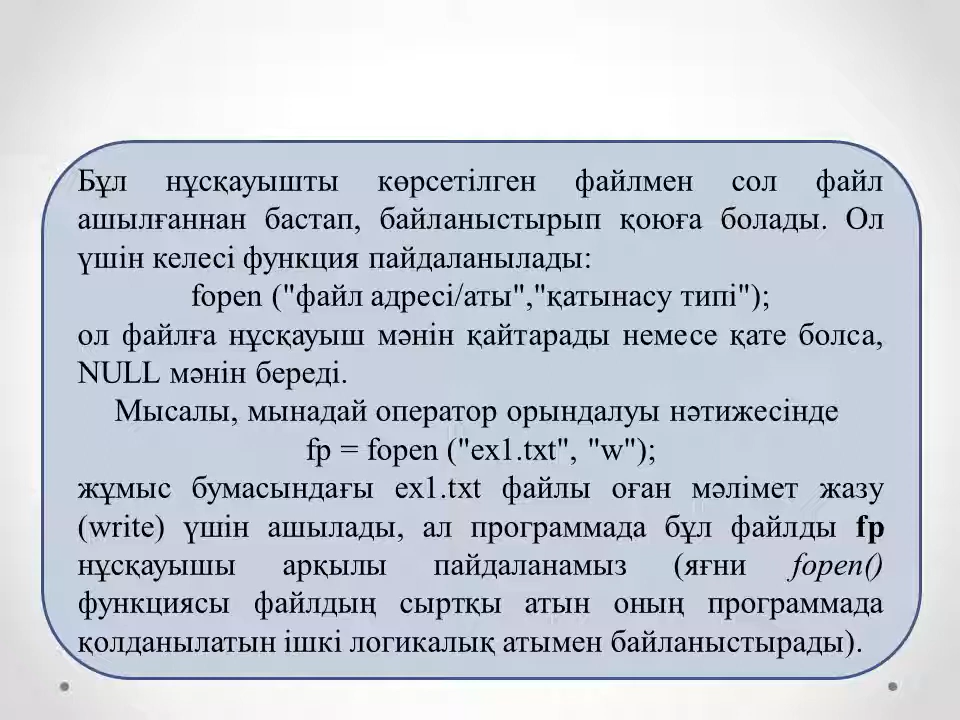 Бұл нұсқауышты көрсетілген файлмен сол файл
ашылғаннан бастап, байланыстырып қоюға болады. Ол
үшін келесі функция пайдаланылады:
fopen ("файл адресі/аты","қатынасу типі");
ол файлға нұсқауыш мәнін қайтарады немесе қате болса,
NULL мәнін береді.
Мысалы, мынадай оператор орындалуы нәтижесінде
fp = fopen ("ex1.txt", "w");
жұмыс бумасындағы ex1.txt файлы оған мәлімет жазу
(write) үшін ашылады, ал программада бұл файлды fp
нұсқауышы арқылы пайдаланамыз (яғни fopen()
функциясы файлдың сыртқы атын оның программада
қолданылатын ішкі логикалық атымен байланыстырады).